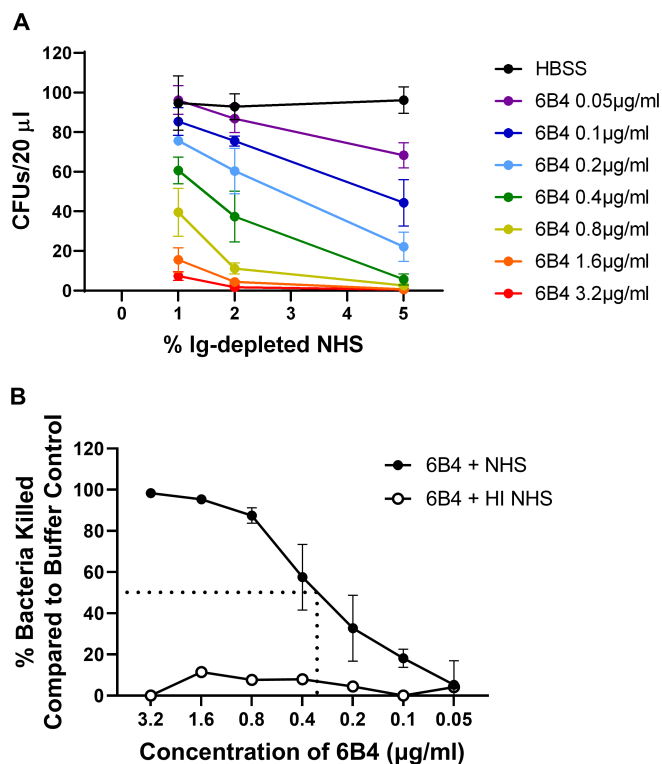 A
120
100
80
60
40
20
0
CFUs/20 µl
0 1 2 3 4 5
% Ig-depleted NHS
HBSS
6B4 0.05µg/ml
6B4 0.1µg/ml
6B4 0.2µg/ml
6B4 0.4µg/ml
6B4 0.8µg/ml
6B4 1.6µg/ml
6B4 3.2µg/ml
B
% Bacteria Killed
Compared to Buffer Control
120
100
80
60
40
20
0
6B4 + NHS
6B4 + HI NHS
3.2 1.6 0.8 0.4 0.2 0.1 0.05
Concentration of 6B4 (µg/ml)